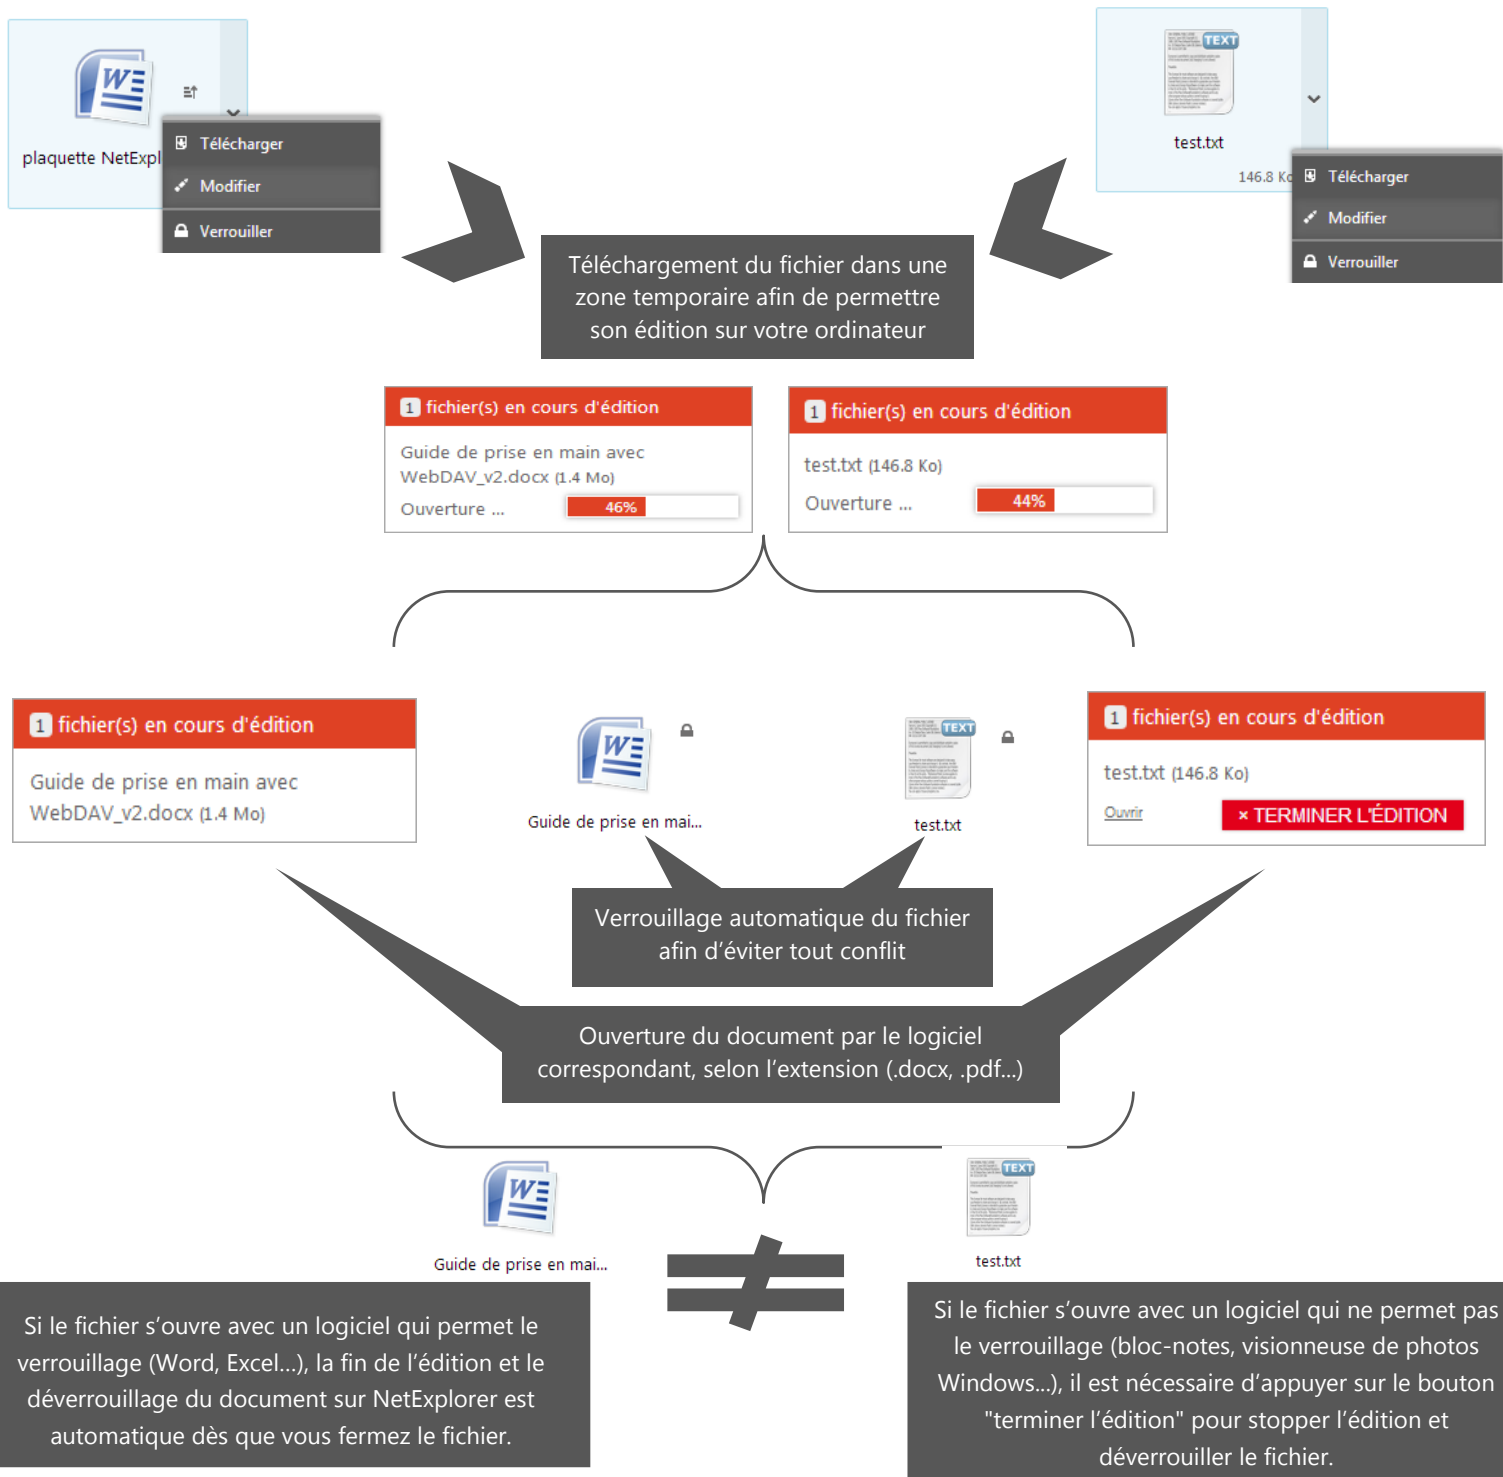 plaquette NetExpl
Télécharger
Modifier
Verrouiller
TEXT
test.txt
146.8 Ko
Télécharger
Modifier
Verrouiller
Téléchargement du fichier dans une
zone temporaire afin de permettre
son édition sur votre ordinateur
1 fichier(s) en cours d'édition
Guide de prise en main avec
WebDAV_v2.docx (1.4 Mo)
Ouverture ... 46%
1 fichier(s) en cours d'édition
test.txt (146.8 Ko)
Ouverture ... 44%
1 fichier(s) en cours d'édition
Guide de prise en main avec
WebDAV_v2.docx (1.4 Mo)
Guide de prise en mai...
TEXT
test.txt
1 fichier(s) en cours d'édition
test.txt (146.8 Ko)
Ouvrir × TERMINER L'ÉDITION
Verrouillage automatique du fichier
afin d’éviter tout conflit
Ouverture du document par le logiciel
correspondant, selon l’extension (.docx, .pdf...)
Guide de prise en mai...
TEXT
test.txt
Si le fichier s’ouvre avec un logiciel qui permet le
verrouillage (Word, Excel...), la fin de l’édition et le
déverrouillage du document sur NetExplorer est
automatique dès que vous fermez le fichier.
Si le fichier s’ouvre avec un logiciel qui ne permet pas
le verrouillage (bloc-notes, visionneuse de photos
Windows...), il est nécessaire d’appuyer sur le bouton
"terminer l’édition" pour stopper l’édition et
déverrouiller le fichier.